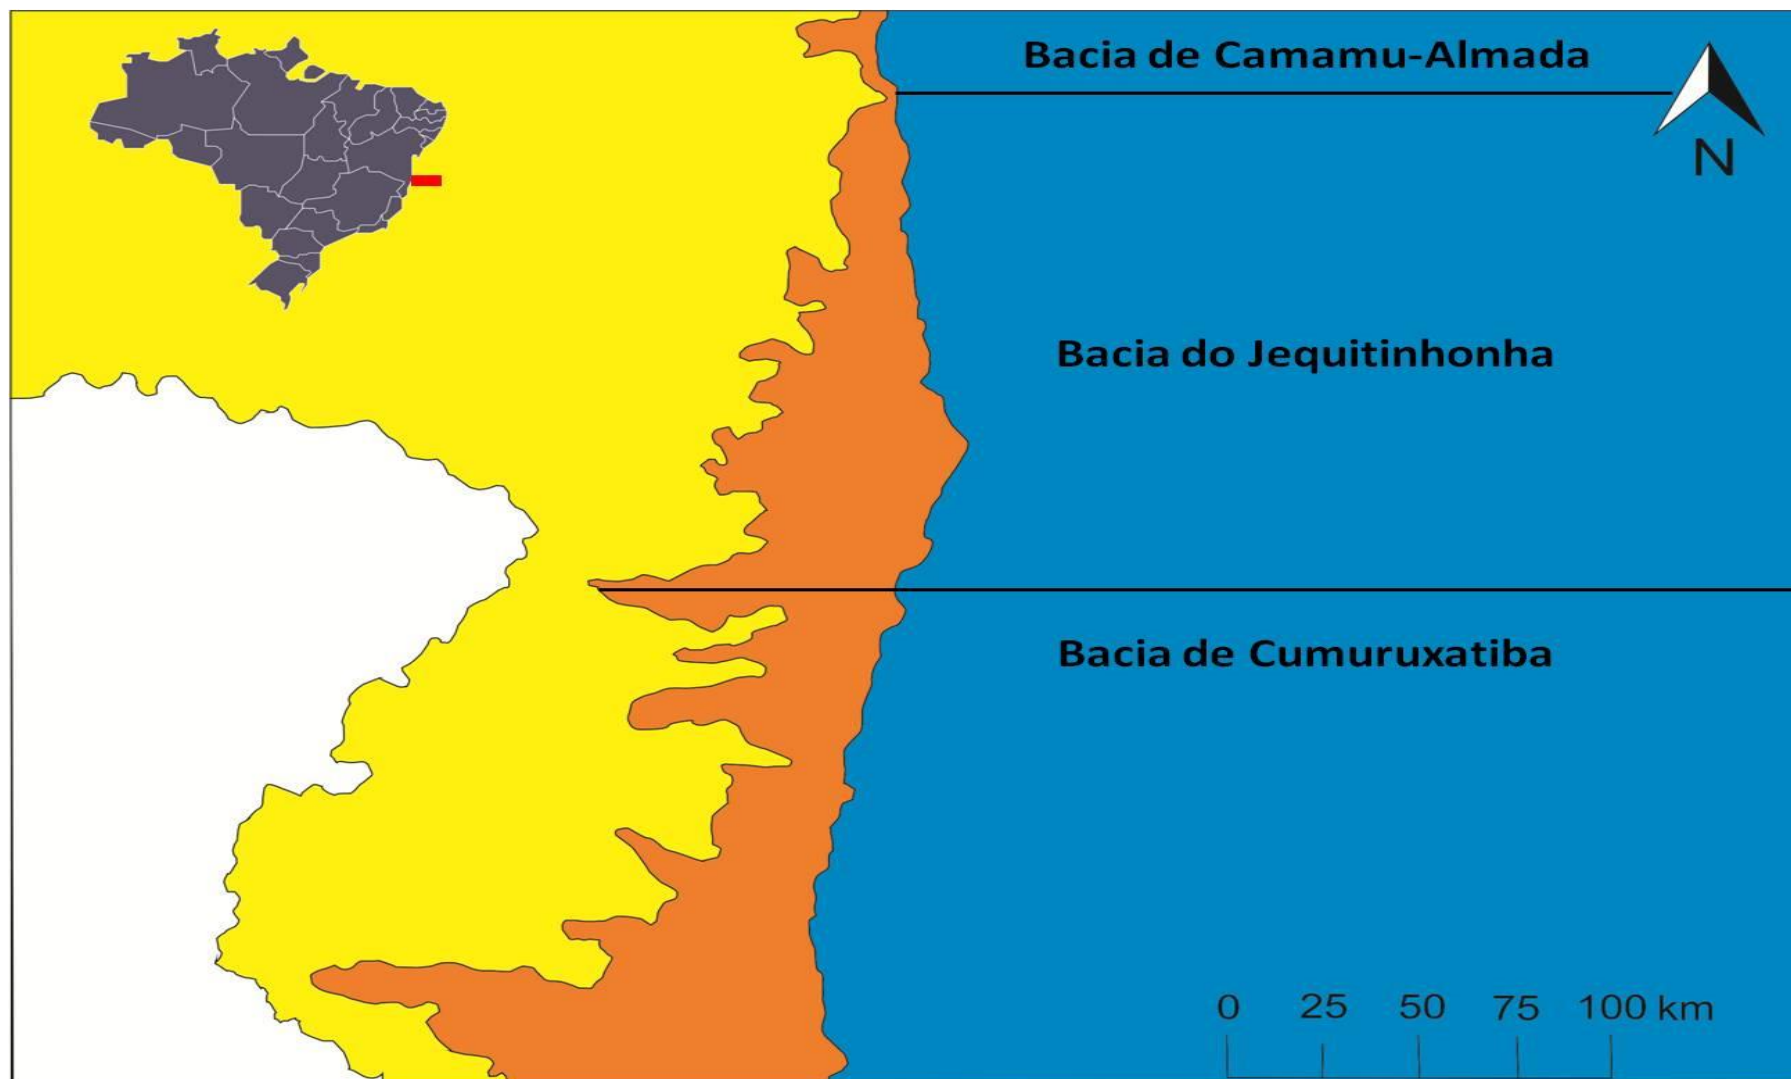 Bacia de Camamu-Almada
N
Bacia do Jequitinhonha
Bacia de Cumuruxatiba
0 25 50 75 100 km